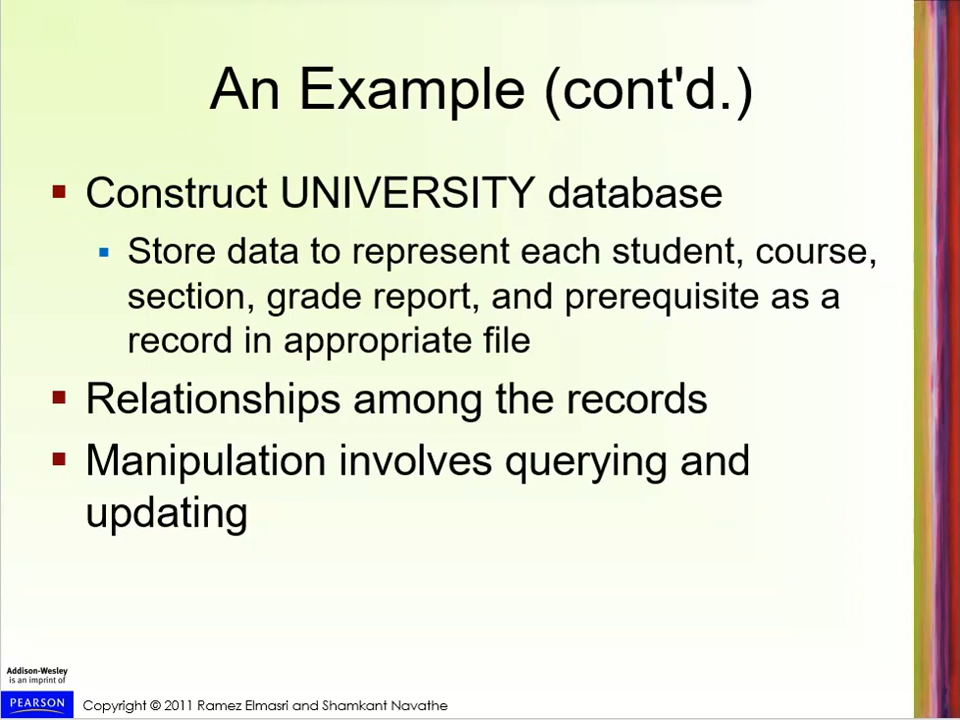 An Example (cont'd.)
▪ Construct UNIVERSITY database
▪ Store data to represent each student, course,
section, grade report, and prerequisite as a
record in appropriate file
▪ Relationships among the records
▪ Manipulation involves querying and
updating
Addison-Wesley
is an imprint of
PEARSON
Copyright © 2011 Ramez Elmasri and Shamkant Navathe